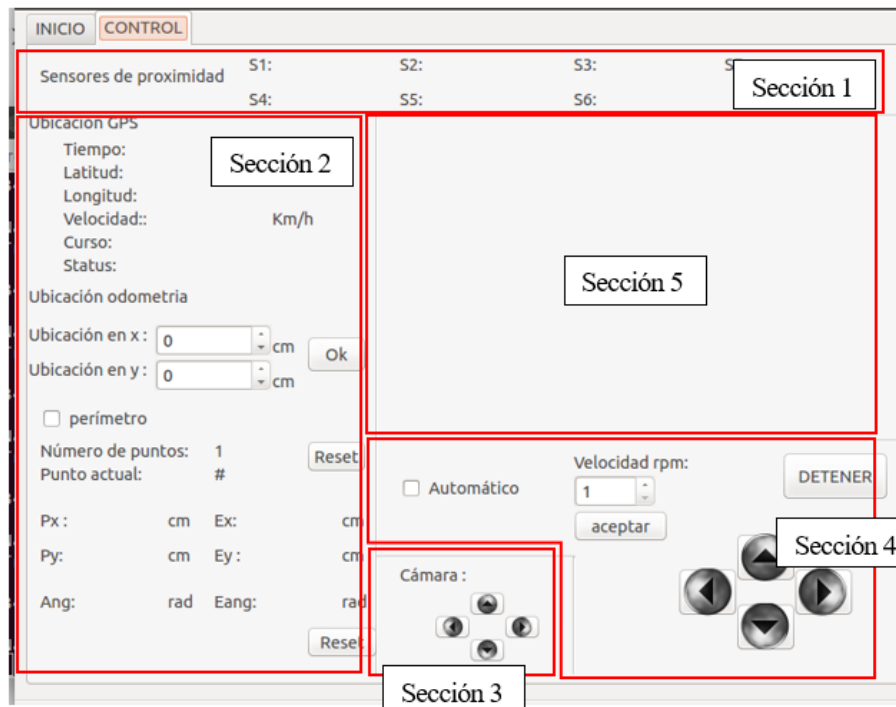 INICIO CONTROL
Sensores de proximidad
S1: S2: S3:
S4: S5: S6:
Sección 1
Ubicación GPS
Tiempo:
Latitud:
Longitud:
Velocidad:: Km/h
Curso:
Status:
Sección 2
Ubicación odometria
Ubicación en x : 0 cm
Ubicación en y : 0 cm
Ok
perímetro
Número de puntos: 1
Punto actual: #
Reset
Px : cm Ex: cm
Py: cm Ey : cm
Ang: rad Eang: rad
Reset
Sección 5
Automático
Velocidad rpm:
1
aceptar
DETENER
Sección 4
Cámara :
Sección 3